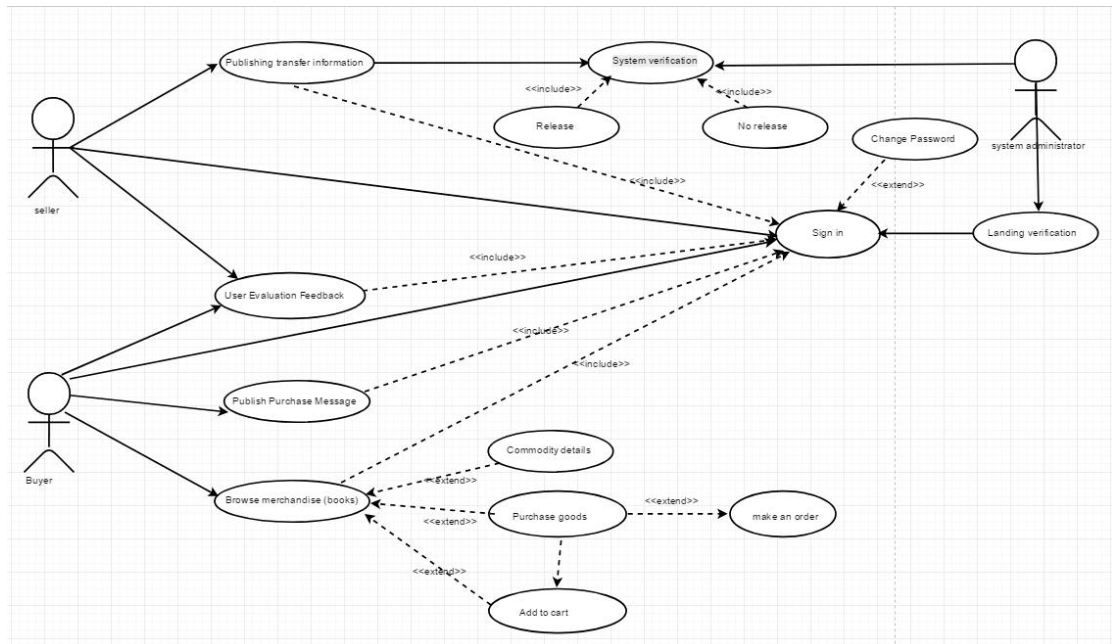 Publishing transfer information
System verification
<<include>>
<<include>>
Release
No release
Change Password
system administrator
<<include>>
<<extend>>
seller
Sign in
Landing verification
<<include>>
User Evaluation Feedback
<<include>>
<<include>>
Publish Purchase Message
Commodity details
Buyer
<<extend>>
Browse merchandise (books)
<<extend>>
Purchase goods
<<extend>>
make an order
<<extend>>
Add to cart